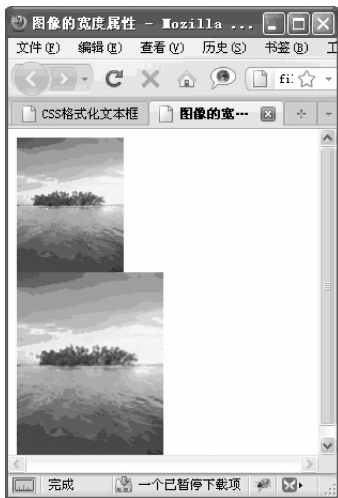 图像的宽度属性 - Mozilla ...
文件(F) 编辑(E) 查看(V) 历史(S) 书签(B) 工
fi:
CSS格式化文本框 图像的宽…
完成 一个已暂停下载项